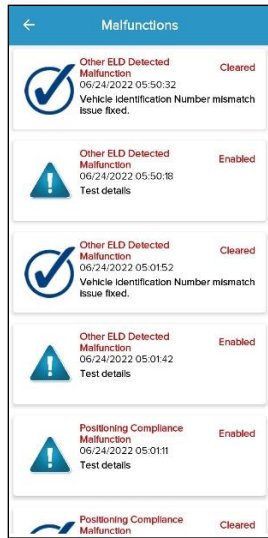 Malfunctions
Other ELD Detected
Malfunction
Cleared
06/24/2022 05:50:32
Vehicle identification Number mismatch
issue fixed.
Other ELD Detected
Malfunction
Enabled
06/24/2022 05:50:18
Test details
Other ELD Detected
Malfunction
Cleared
06/24/2022 05:01:52
Vehicle identification Number mismatch
issue fixed.
Other ELD Detected
Malfunction
Enabled
06/24/2022 05:01:42
Test details
Positioning Compliance
Malfunction
Enabled
06/24/2022 05:01:11
Test details
Positioning Compliance
Malfunction
Cleared